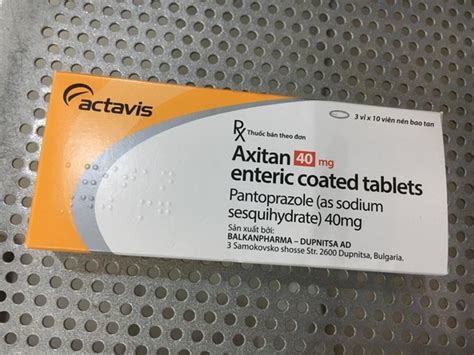 actavis
3 vỉ x 10 viên nén bao tan
Rx Thuốc bán theo đơn
Axitan 40 mg
enteric coated tablets
Pantoprazole (as sodium
sesquihydrate) 40mg
Sản xuất bởi:
BALKANPHARMA - DUPNITSA AD
3 Samokovsko shosse Str. 2600 Dupnitsa, Bulgaria.